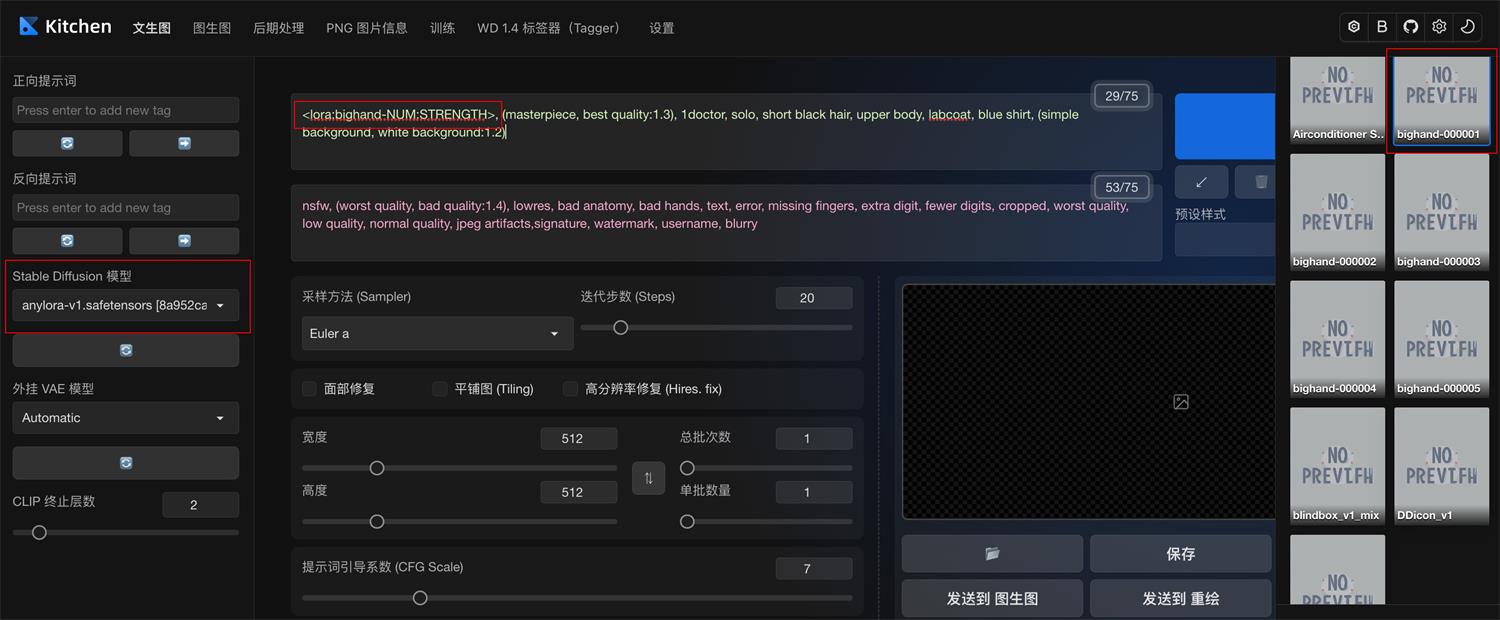 Kitchen
文生图
图生图
后期处理
PNG 图片信息
训练
WD 1.4 标签器（Tagger）
设置
B
正向提示词
Press enter to add new tag
反向提示词
Press enter to add new tag
Stable Diffusion 模型
anylora-v1.safetensors [8a952ca
外挂 VAE 模型
Automatic
CLIP 终止层数
2
29/75
<lora:bighand-NUM:STRENGTH>, (masterpiece, best quality:1.3), 1doctor, solo, short black hair, upper body, labcoat, blue shirt, (simple
background, white background:1.2)
53/75
nsfw, (worst quality, bad quality:1.4), lowres, bad anatomy, bad hands, text, error, missing fingers, extra digit, fewer digits, cropped, worst quality,
low quality, normal quality, jpeg artifacts,signature, watermark, username, blurry
预设样式
采样方法 (Sampler)
Euler a
迭代步数 (Steps)
20
面部修复
平铺图 (Tiling)
高分辨率修复 (Hires. fix)
宽度
512
高度
512
总批次数
1
单批数量
1
提示词引导系数 (CFG Scale)
7
保存
发送到 图生图
发送到 重绘
NO
Airconditioner S..
NO
bighand-000001
NO
bighand-000002
NO
bighand-000003
NO
bighand-000004
NO
bighand-000005
NO
blindbox_v1_mix
NO
DDicon_v1
NO